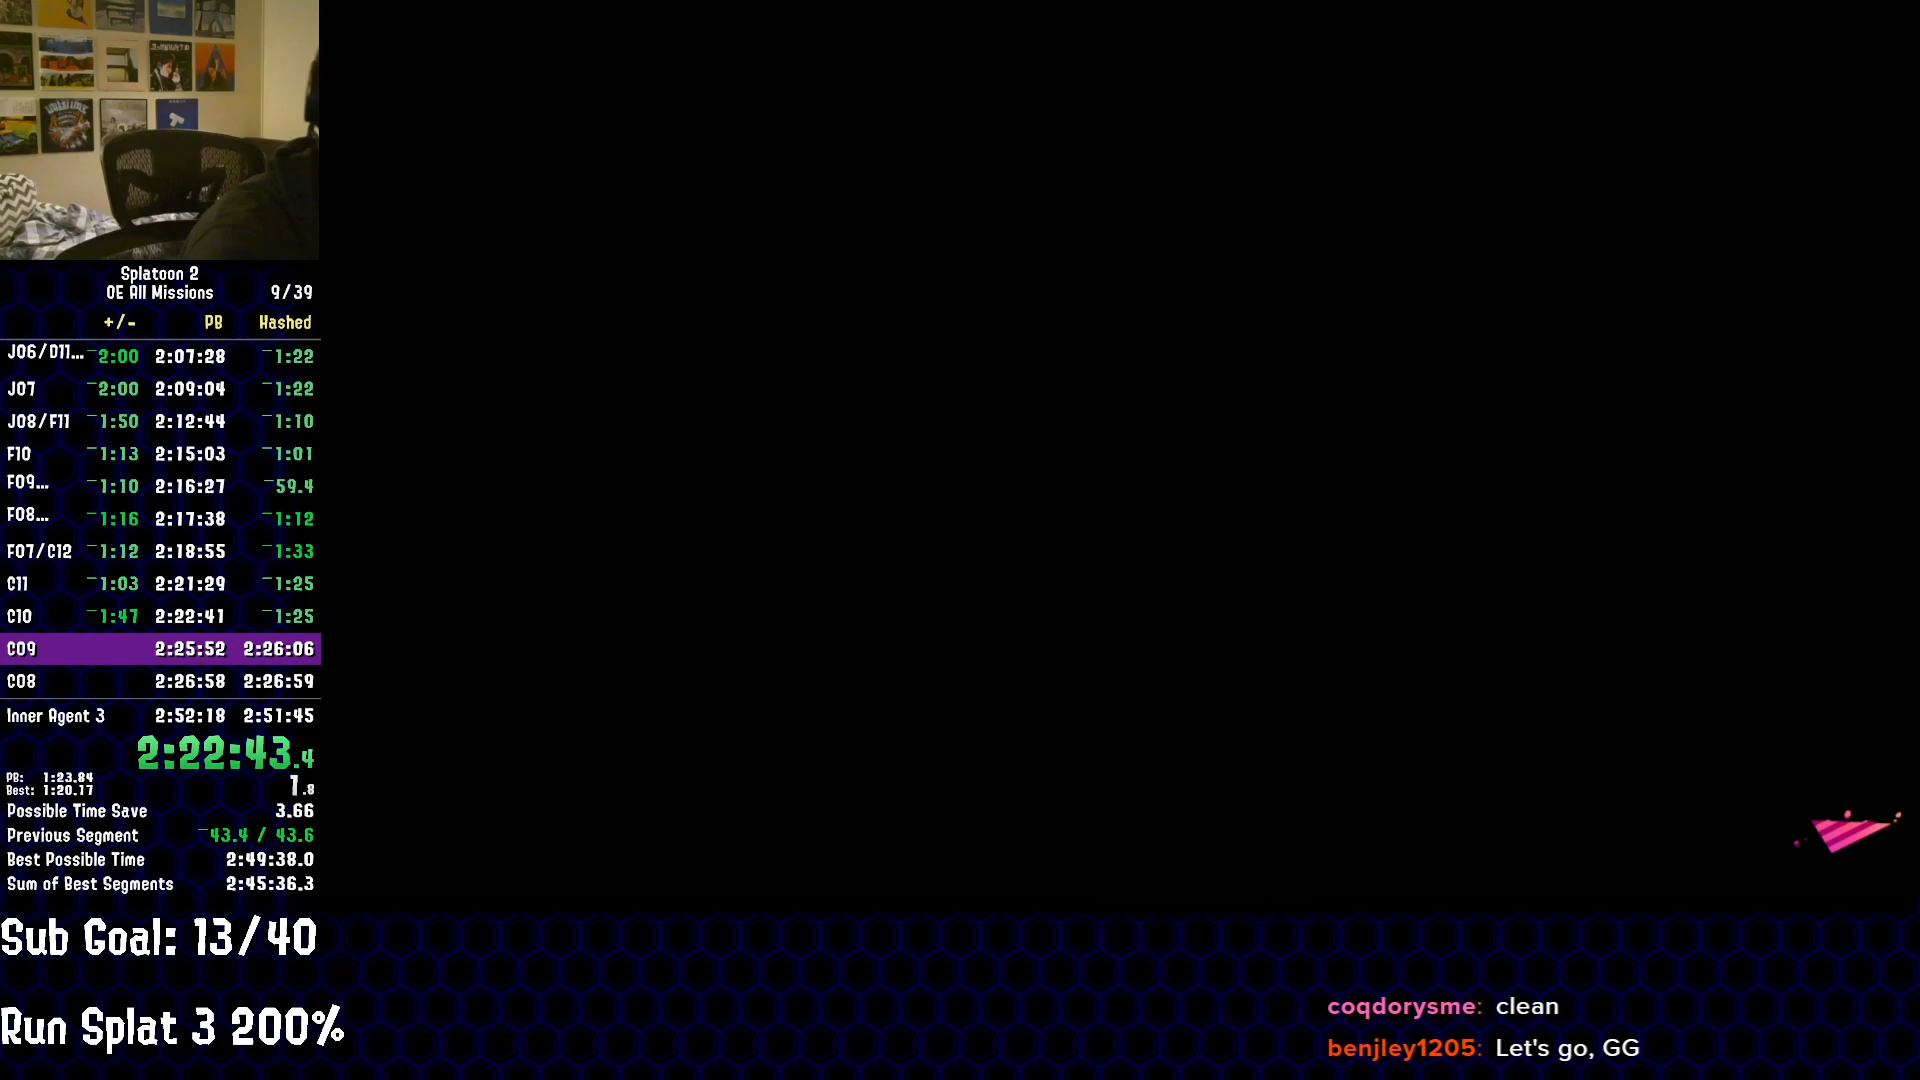 Splatoon 2
OE All Missions 9/39
+/- PB Hashed
J06/D11... −2:00 2:07:28 −1:22
J07 −2:00 2:09:04 −1:22
J08/F11 −1:50 2:12:44 −1:10
F10 −1:13 2:15:03 −1:01
F09... −1:10 2:16:27 −59.4
F08... −1:16 2:17:38 −1:12
F07/C12 −1:12 2:18:55 −1:33
C11 −1:03 2:21:29 −1:25
C10 −1:47 2:22:41 −1:25
C09 2:25:52 2:26:06
C08 2:26:58 2:26:59
Inner Agent 3 2:52:18 2:51:45
2:22:43.4
PB: 1:23.84 1.8
Best: 1:20.17
Possible Time Save 3.66
Previous Segment −43.4 / 43.6
Best Possible Time 2:49:38.0
Sum of Best Segments 2:45:36.3
Sub Goal: 13/40
Run Splat 3 200%
coqdorysme: clean
benjley1205: Let's go, GG